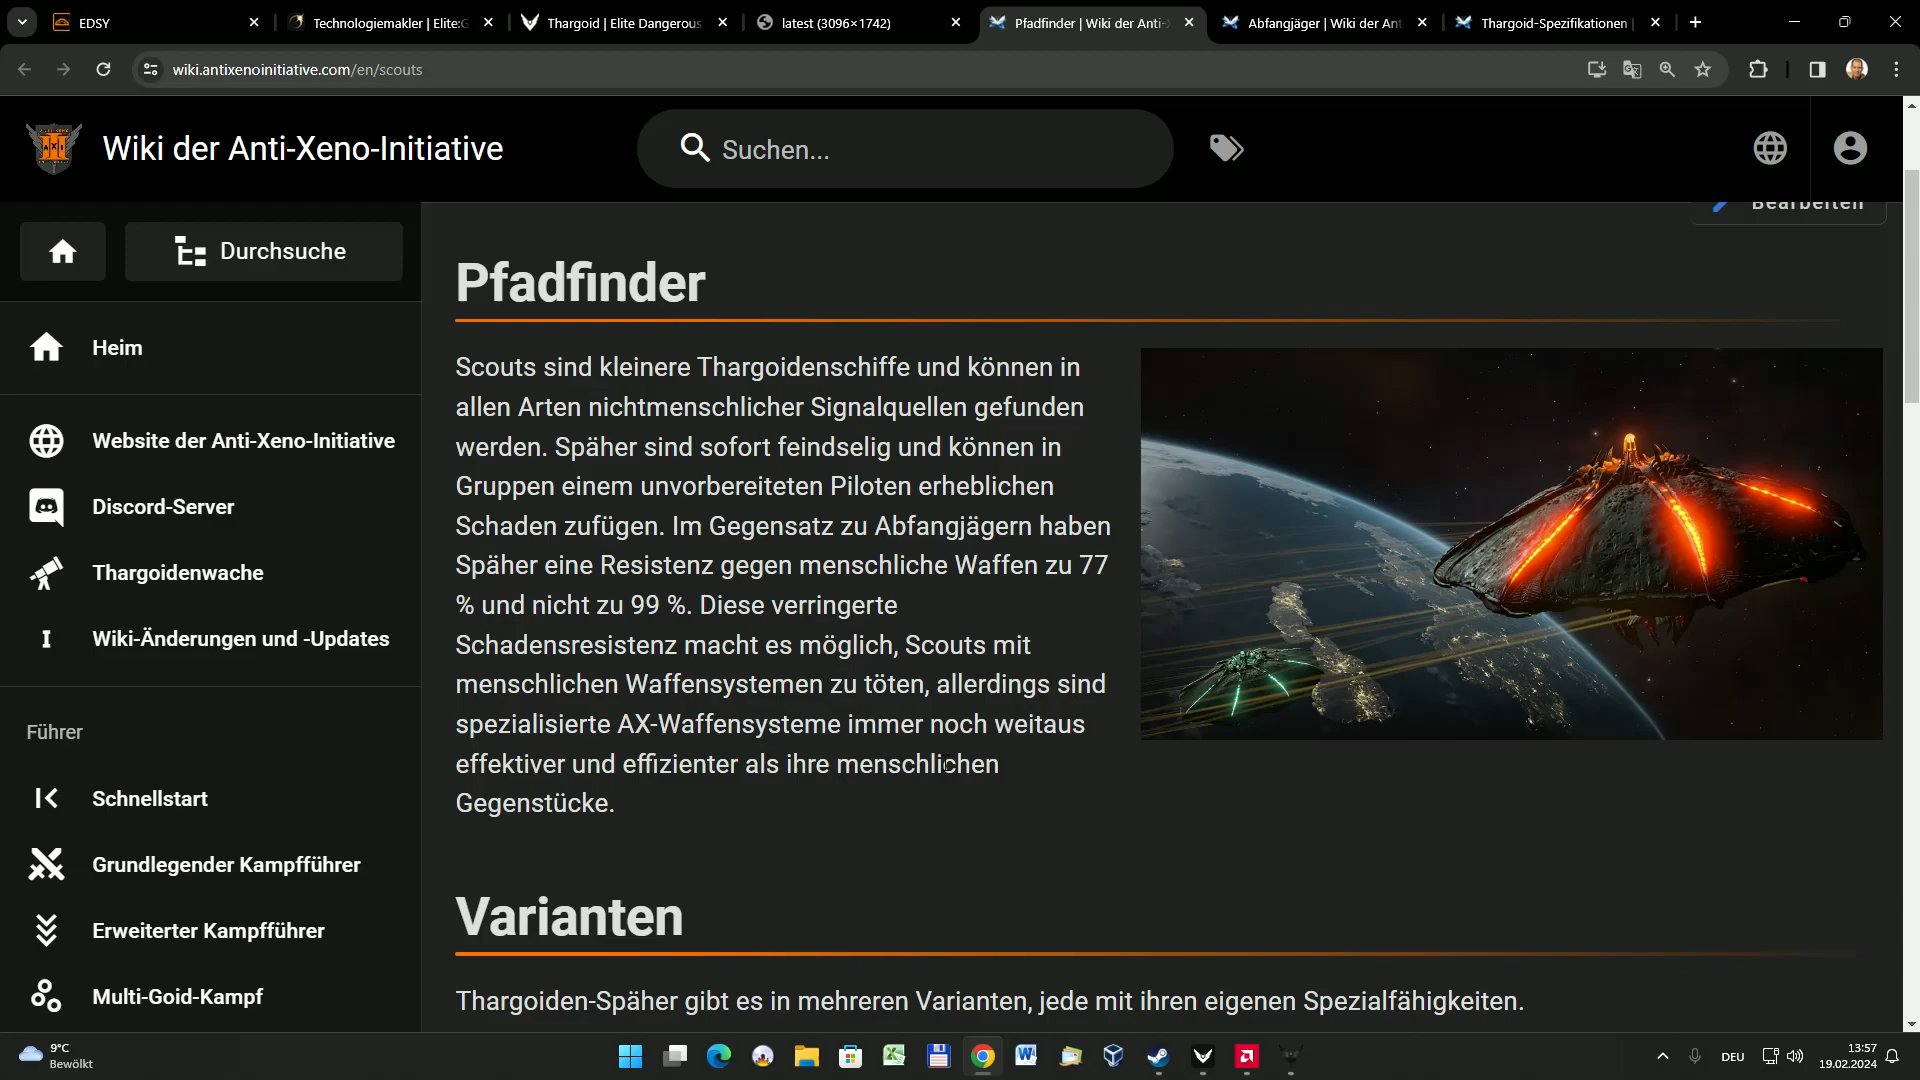 EDSY
Technologiemakler | Elite:G
Thargoid | Elite Dangerous
latest (3096×1742)
Pfadfinder | Wiki der Anti-
Abfangjäger | Wiki der Ant
Thargoid-Spezifikationen |
wiki.antixenoinitiative.com/en/scouts
AXI
Wiki der Anti-Xeno-Initiative
Suchen...
Bearbeiten
Durchsuche
Heim
Website der Anti-Xeno-Initiative
Discord-Server
Thargoidenwache
Wiki-Änderungen und -Updates
Führer
Schnellstart
Grundlegender Kampfführer
Erweiterter Kampfführer
Multi-Goid-Kampf
Pfadfinder
Scouts sind kleinere Thargoidenschiffe und können in
allen Arten nichtmenschlicher Signalquellen gefunden
werden. Späher sind sofort feindselig und können in
Gruppen einem unvorbereiteten Piloten erheblichen
Schaden zufügen. Im Gegensatz zu Abfangjägern haben
Späher eine Resistenz gegen menschliche Waffen zu 77
% und nicht zu 99 %. Diese verringerte
Schadensresistenz macht es möglich, Scouts mit
menschlichen Waffensystemen zu töten, allerdings sind
spezialisierte AX-Waffensysteme immer noch weitaus
effektiver und effizienter als ihre menschlichen
Gegenstücke.
Varianten
Thargoiden-Späher gibt es in mehreren Varianten, jede mit ihren eigenen Spezialfähigkeiten.
9°C
Bewölkt
DEU
13:57
19.02.2024